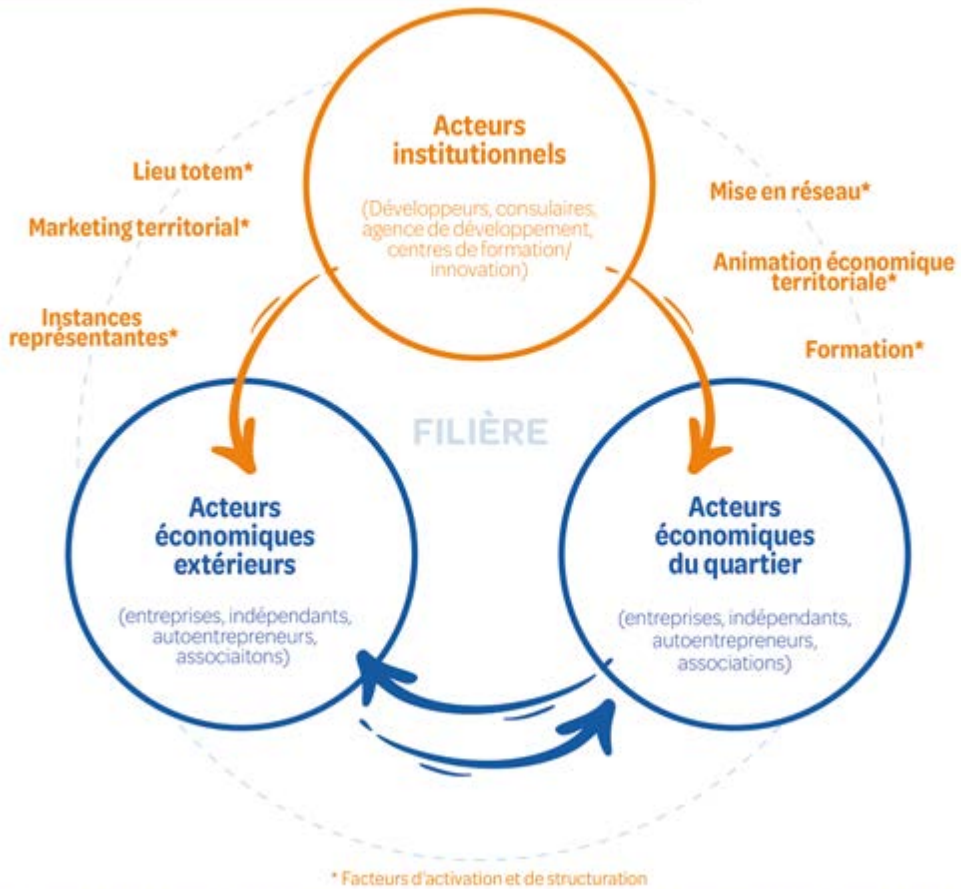 Acteurs
institutionnels
(Développeurs, consulaires,
agence de développement,
centres de formation/
innovation)
Lieu totem*
Marketing territorial*
Instances
représentantes*
Mise en réseau*
Animation économique
territoriale*
Formation*
FILIÈRE
Acteurs
économiques
extérieurs
(entreprises, indépendants,
autoentrepreneurs,
associaitons)
Acteurs
économiques
du quartier
(entreprises, indépendants,
autoentrepreneurs,
associations)
* Facteurs d'activation et de structuration